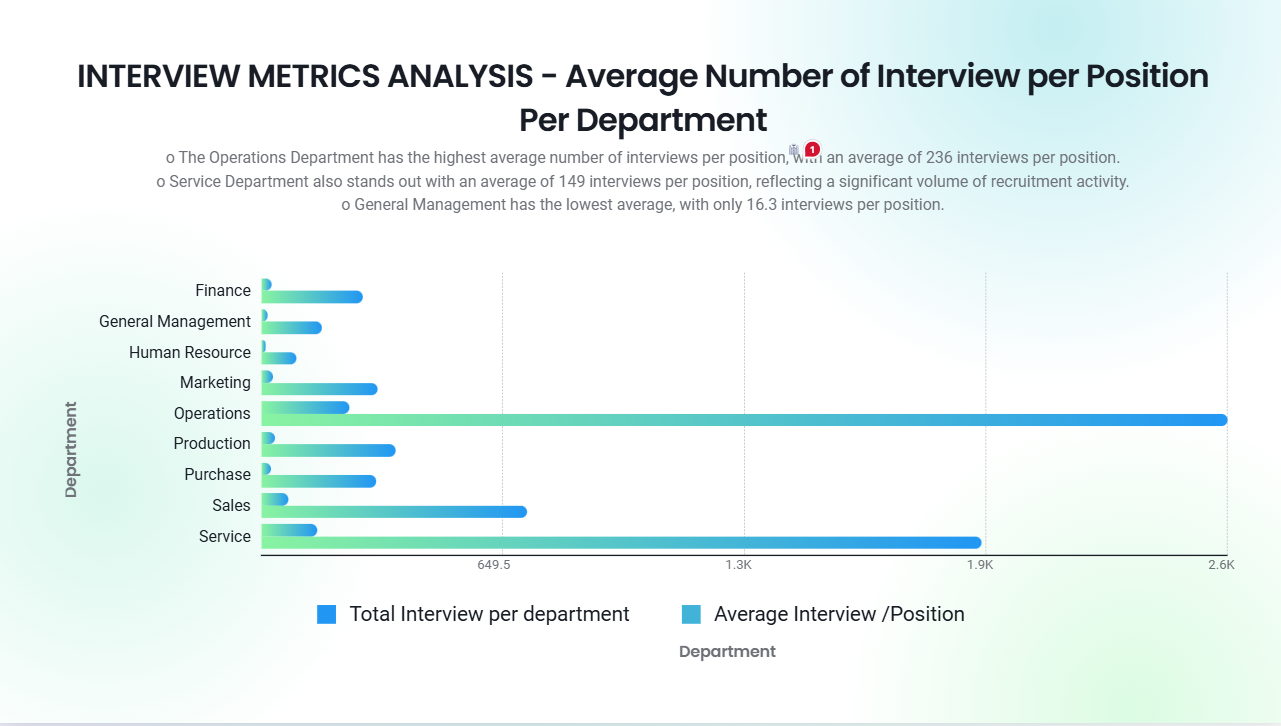 INTERVIEW METRICS ANALYSIS - Average Number of Interview per Position
Per Department
o The Operations Department has the highest average number of interviews per position, with an average of 236 interviews per position.
o Service Department also stands out with an average of 149 interviews per position, reflecting a significant volume of recruitment activity.
o General Management has the lowest average, with only 16.3 interviews per position.
1
Finance
General Management
Human Resource
Marketing
Operations
Production
Purchase
Sales
Service
Department
649.5
1.3K
1.9K
2.6K
Total Interview per department
Average Interview /Position
Department